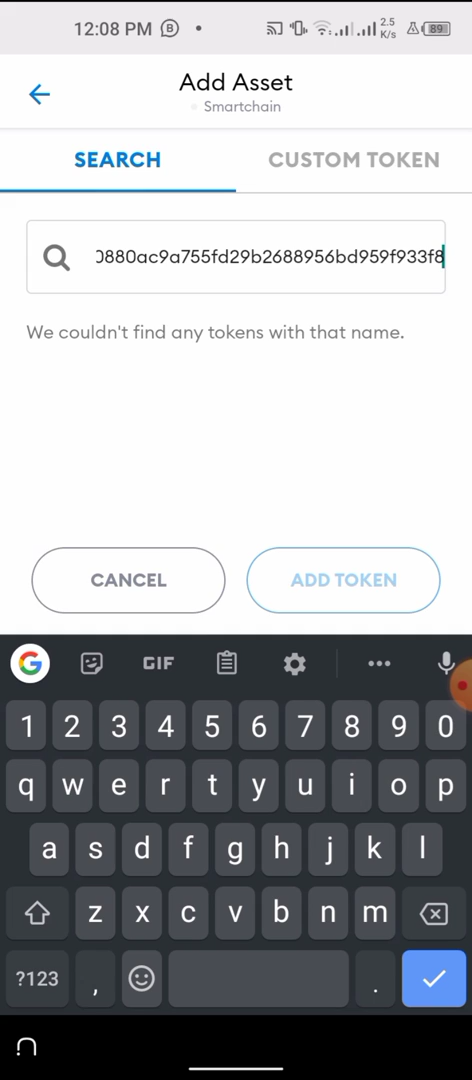 12:08 PM
2.5
K/s
89
Add Asset
Smartchain
SEARCH
CUSTOM TOKEN
0880ac9a755fd29b2688956bd959f933f8
We couldn't find any tokens with that name.
CANCEL
ADD TOKEN
G
GIF
1 2 3 4 5 6 7 8 9 0
q w e r t y u i o p
a s d f g h j k l
z x c v b n m
?123 , .